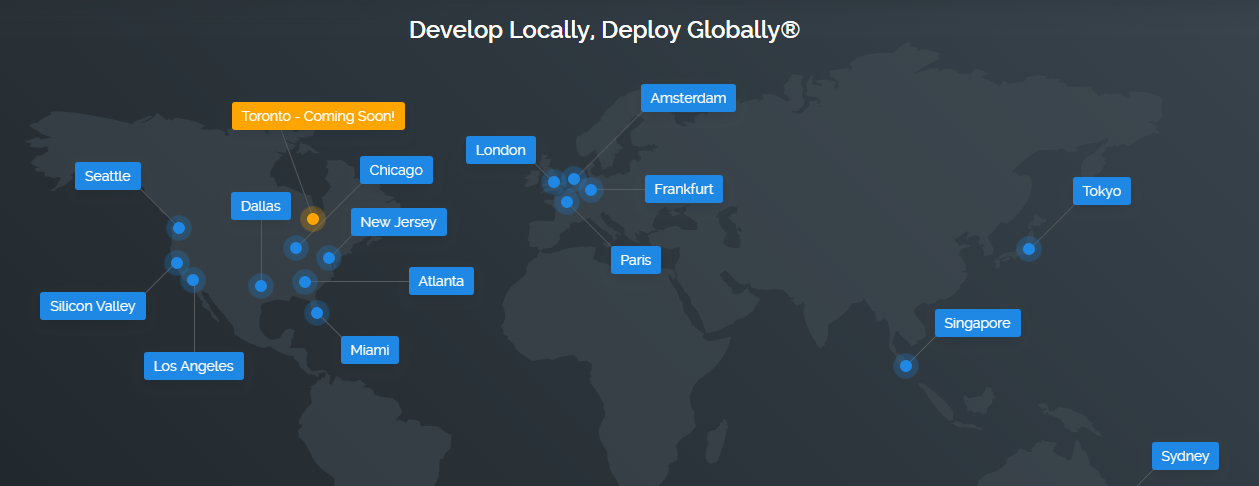 Develop Locally, Deploy Globally®
Amsterdam
Toronto - Coming Soon!
London
Chicago
Seattle
Frankfurt
Tokyo
Dallas
New Jersey
Paris
Atlanta
Silicon Valley
Singapore
Miami
Los Angeles
Sydney